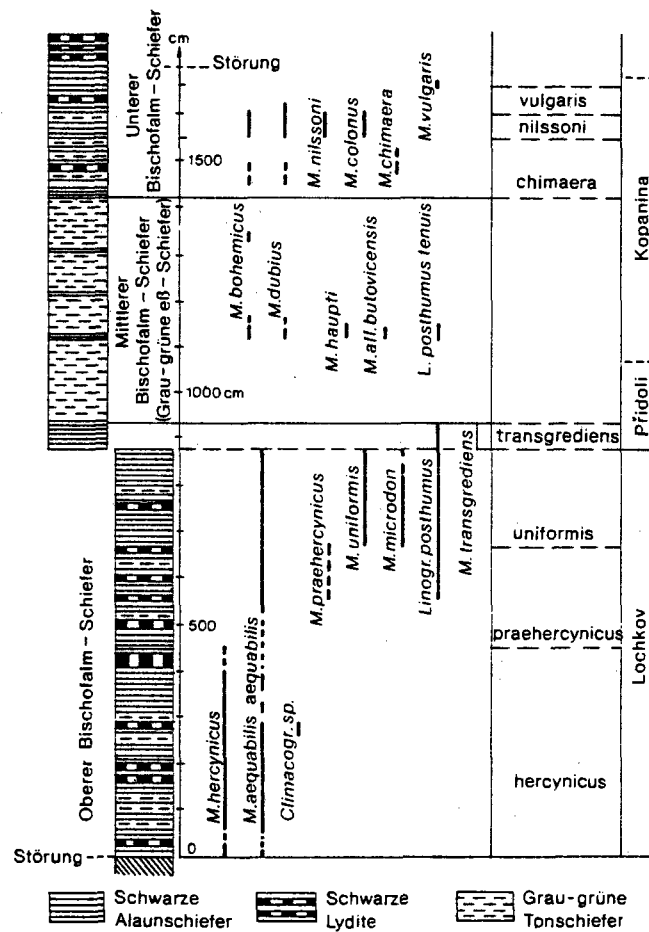 cm
Störung
Unterer
Bischofalm-Schiefer
1500
M. nilssoni
M. colonus
M. chimaera
M. vulgaris
vulgaris
nilssoni
chimaera
Kopanina
Mittlerer
Bischofalm-Schiefer
(Grau-grüne eß-Schiefer)
M. bohemicus
M. dubius
M. haupti
M. aff. butovicensis
L. posthumus tenuis
1000 cm
Přidoli
transgrediens
Oberer Bischofalm-Schiefer
M. praehercynicus
M. uniformis
M. microdon
Linogr. posthumus
M. transgrediens
uniformis
500
praehercynicus
Lochkov
M. hercynicus
M. aequabilis aequabilis
Climacogr. sp.
hercynicus
0
Störung
Schwarze
Alaunschiefer
Schwarze
Lydite
Grau-grüne
Tonschiefer